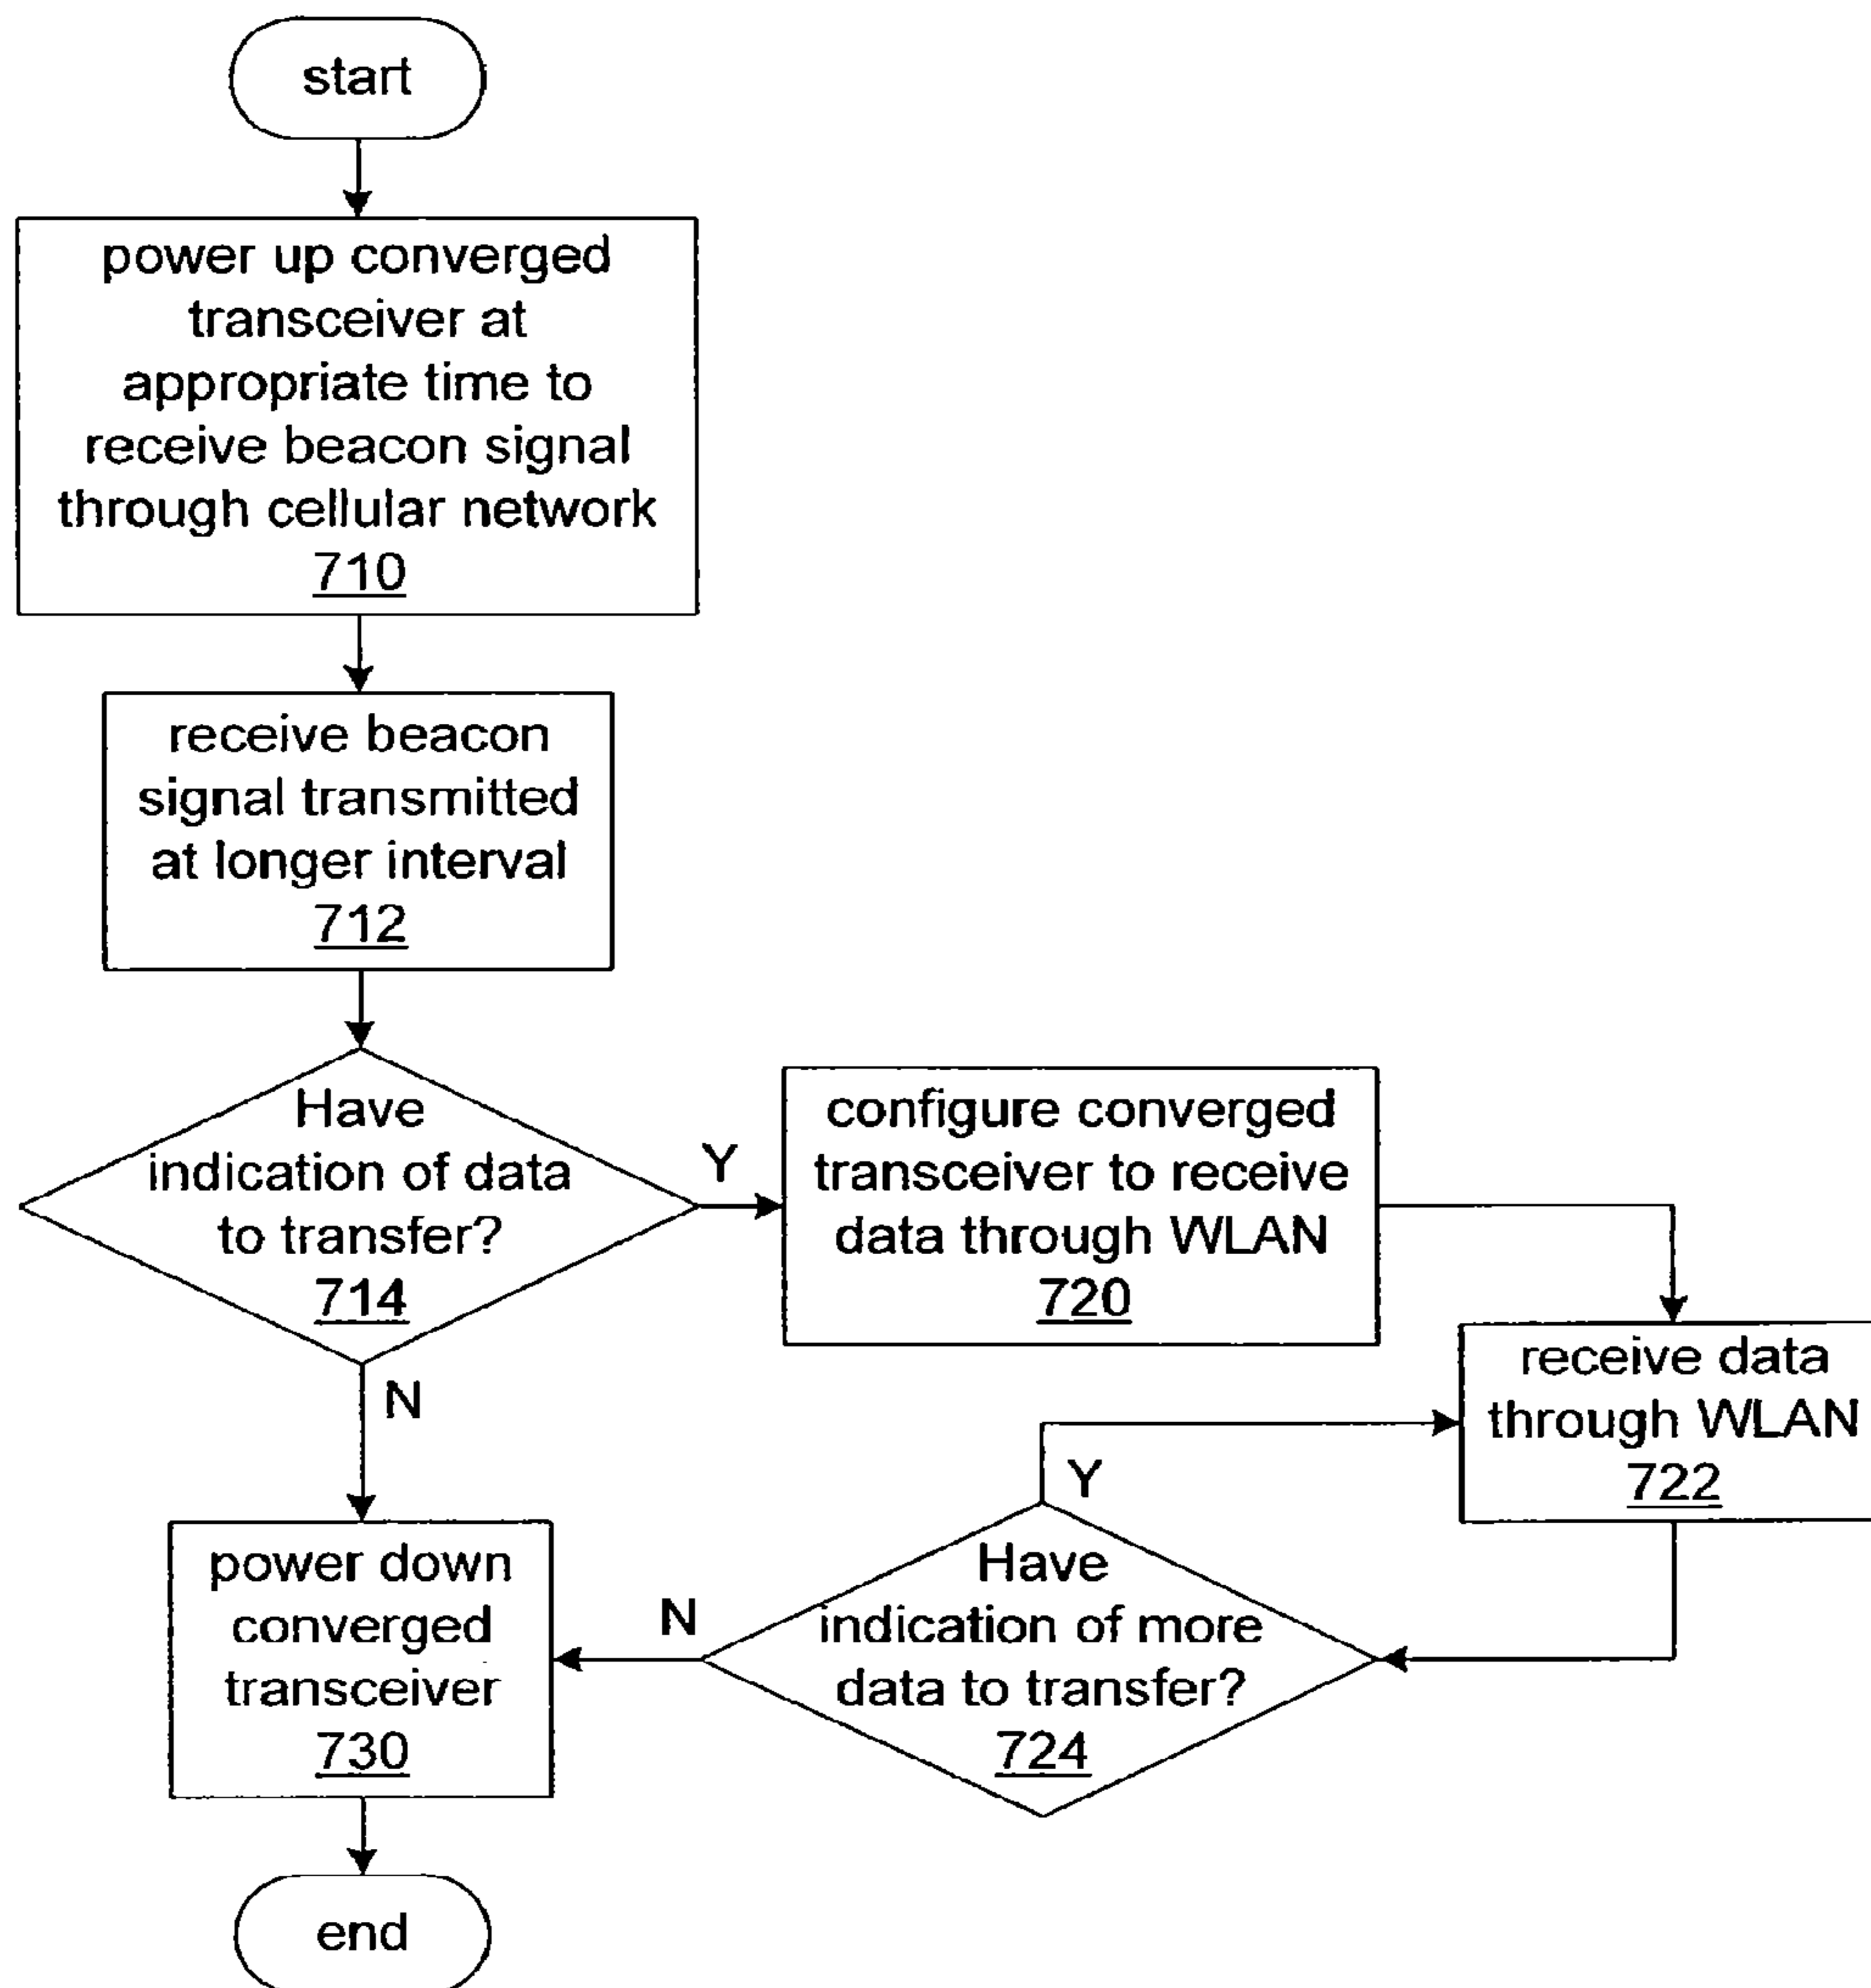 start
power up converged
transceiver at
appropriate time to
receive beacon signal
through cellular network
710
receive beacon
signal transmitted
at longer interval
712
Have
indication of data
to transfer?
714
Y
N
configure converged
transceiver to receive
data through WLAN
720
receive data
through WLAN
722
Y
Have
indication of more
data to transfer?
724
N
power down
converged
transceiver
730
end